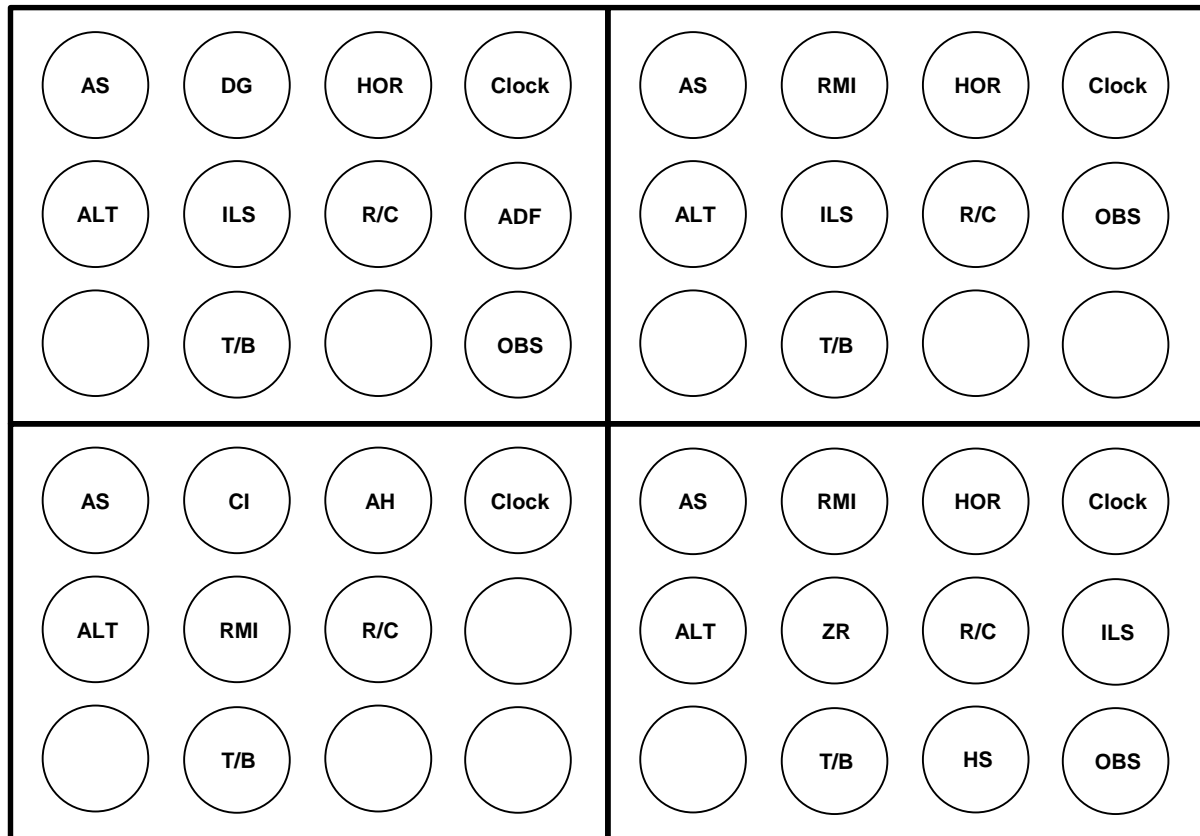 AS DG HOR Clock
ALT ILS R/C ADF
T/B OBS
AS RMI HOR Clock
ALT ILS R/C OBS
T/B
AS CI AH Clock
ALT RMI R/C
T/B
AS RMI HOR Clock
ALT ZR R/C ILS
T/B HS OBS